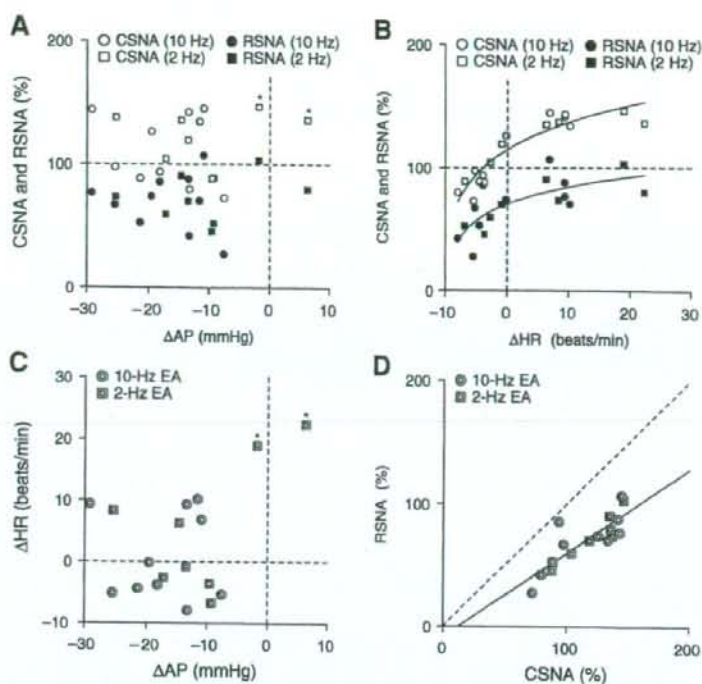 A
B
CSNA (10 Hz) RSNA (10 Hz)
CSNA (2 Hz) RSNA (2 Hz)
CSNA (10 Hz) RSNA (10 Hz)
CSNA (2 Hz) RSNA (2 Hz)
CSNA and RSNA (%)
200
100
0
* *
−30 −20 −10 0 10
ΔAP (mmHg)
CSNA and RSNA (%)
200
100
0
−10 0 10 20 30
ΔHR (beats/min)
C
D
10-Hz EA
2-Hz EA
10-Hz EA
2-Hz EA
ΔHR (beats/min)
30
20
10
0
−10
* *
−30 −20 −10 0 10
ΔAP (mmHg)
RSNA (%)
200
100
0
0 100 200
CSNA (%)